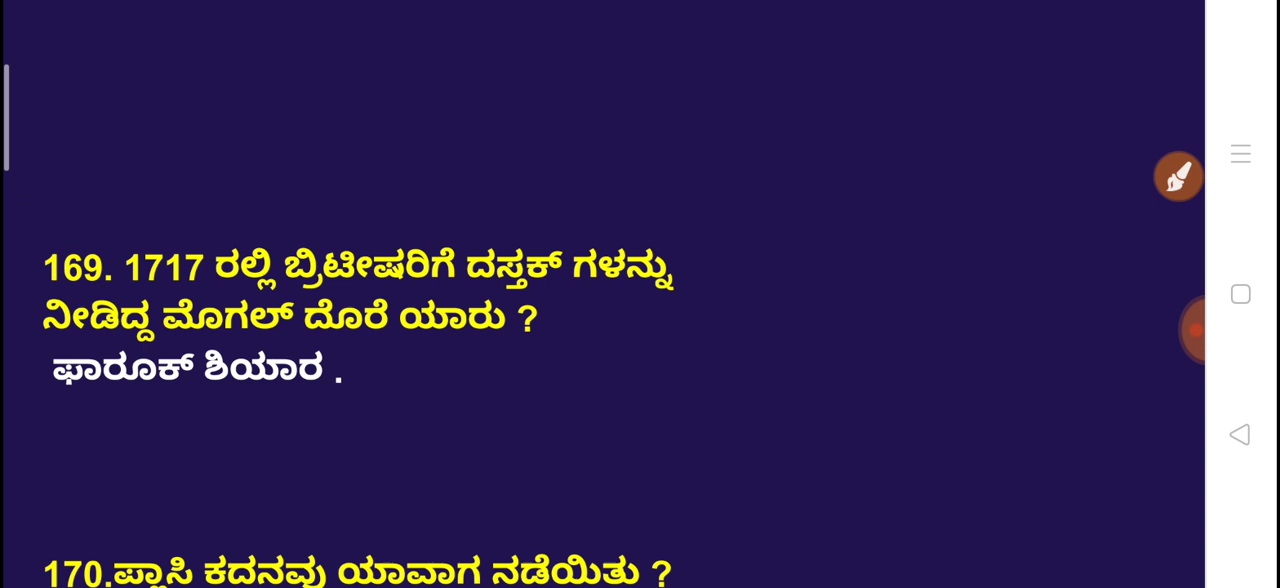 169. 1717 ರಲ್ಲಿ ಬ್ರಿಟೀಷರಿಗೆ ದಸ್ತಕ್ ಗಳನ್ನು
ನೀಡಿದ್ದ ಮೊಗಲ್ ದೊರೆ ಯಾರು ?
ಫಾರೂಕ್ ಶಿಯಾರ .
170.ಪ್ಲಾಸಿ ಕದನವು ಯಾವಾಗ ನಡೆಯಿತು ?